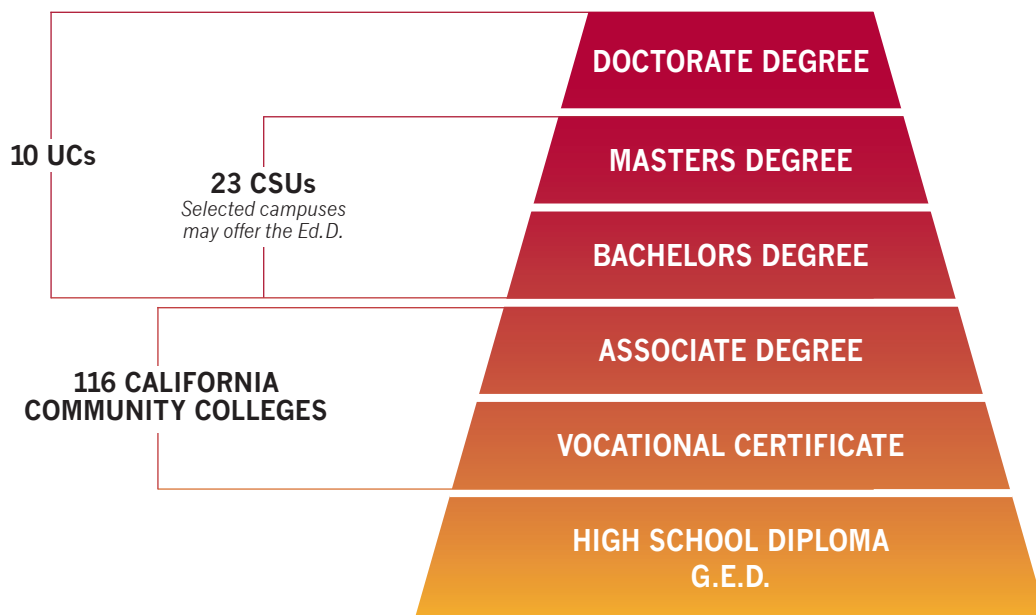 DOCTORATE DEGREE
10 UCs
23 CSUs
Selected campuses
may offer the Ed.D.
MASTERS DEGREE
BACHELORS DEGREE
116 CALIFORNIA
COMMUNITY COLLEGES
ASSOCIATE DEGREE
VOCATIONAL CERTIFICATE
HIGH SCHOOL DIPLOMA
G.E.D.